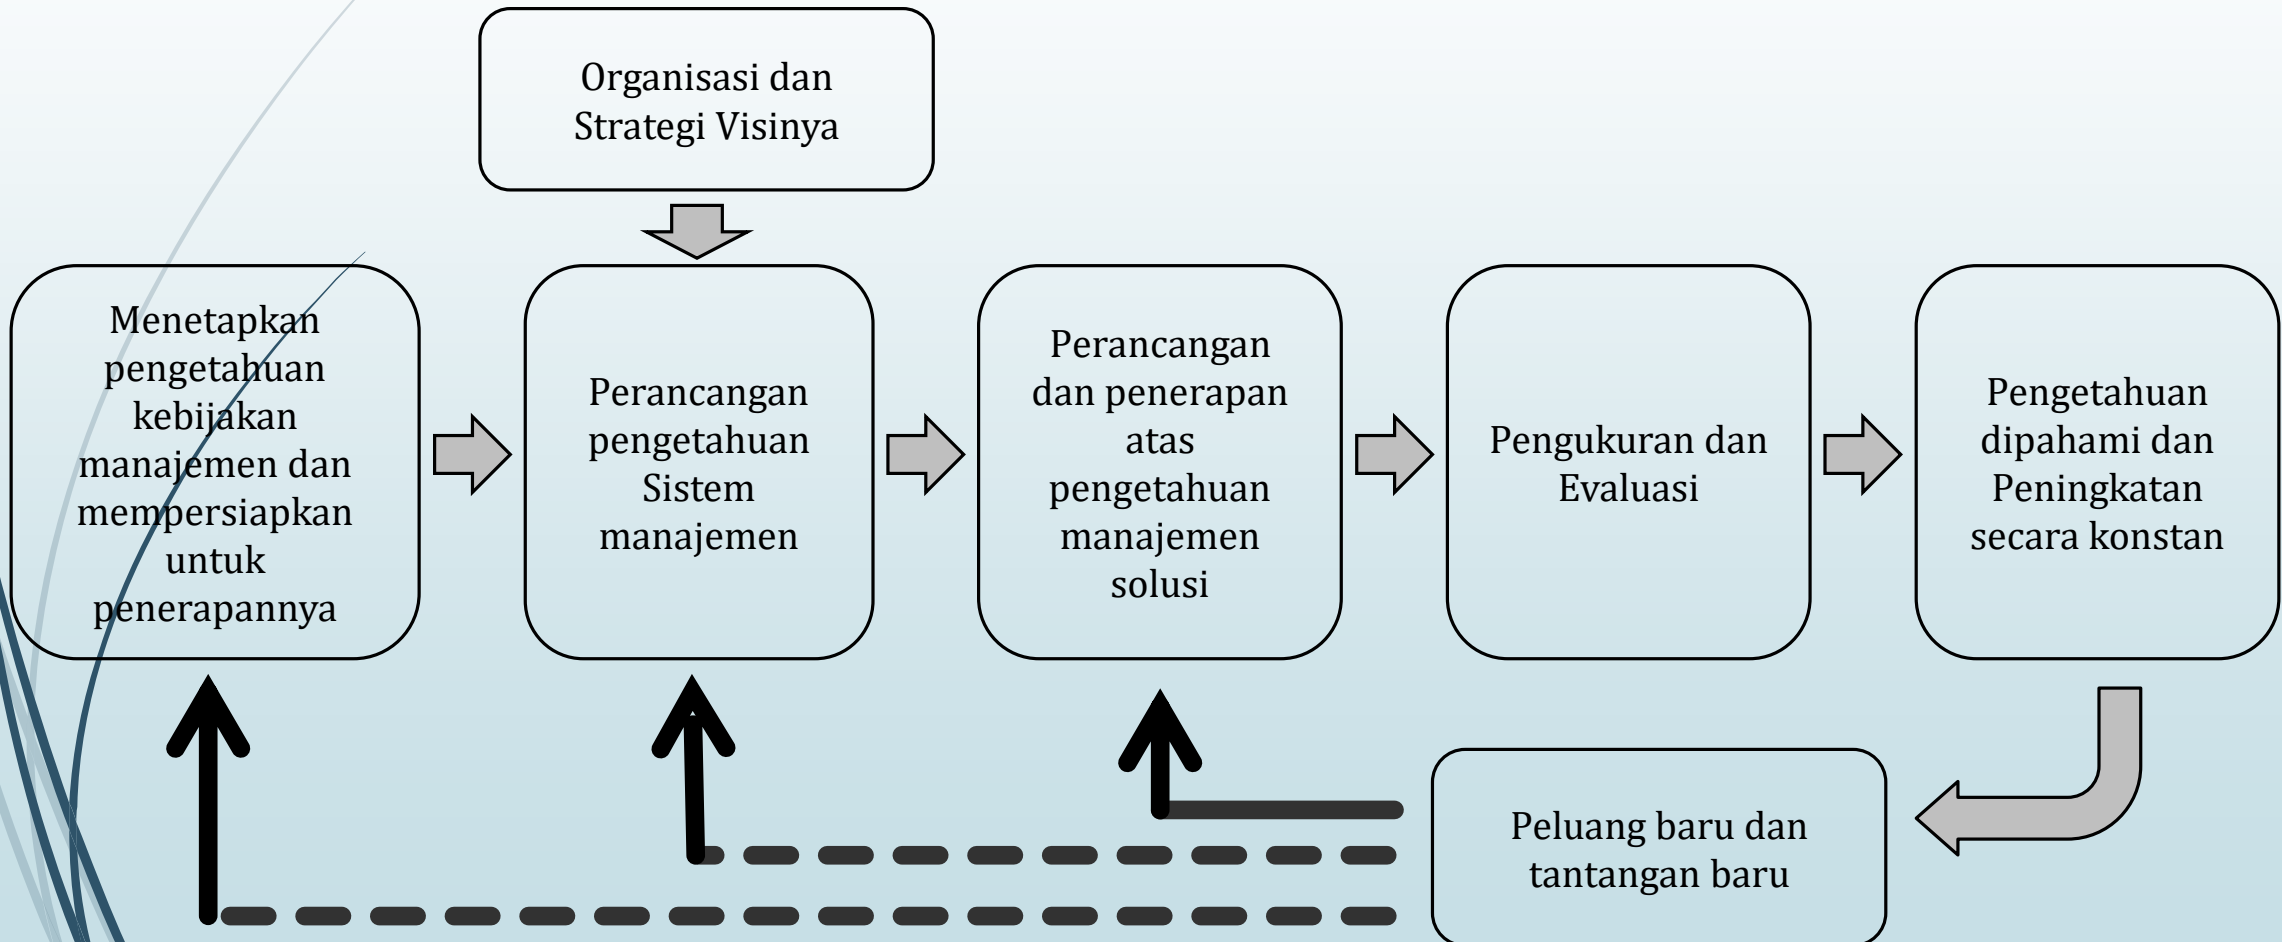 Organisasi dan
Strategi Visinya
Menetapkan
pengetahuan
kebijakan
manajemen dan
mempersiapkan
untuk
penerapannya
Perancangan
pengetahuan
Sistem
manajemen
Perancangan
dan penerapan
atas
pengetahuan
manajemen
solusi
Pengukuran dan
Evaluasi
Pengetahuan
dipahami dan
Peningkatan
secara konstan
Peluang baru dan
tantangan baru